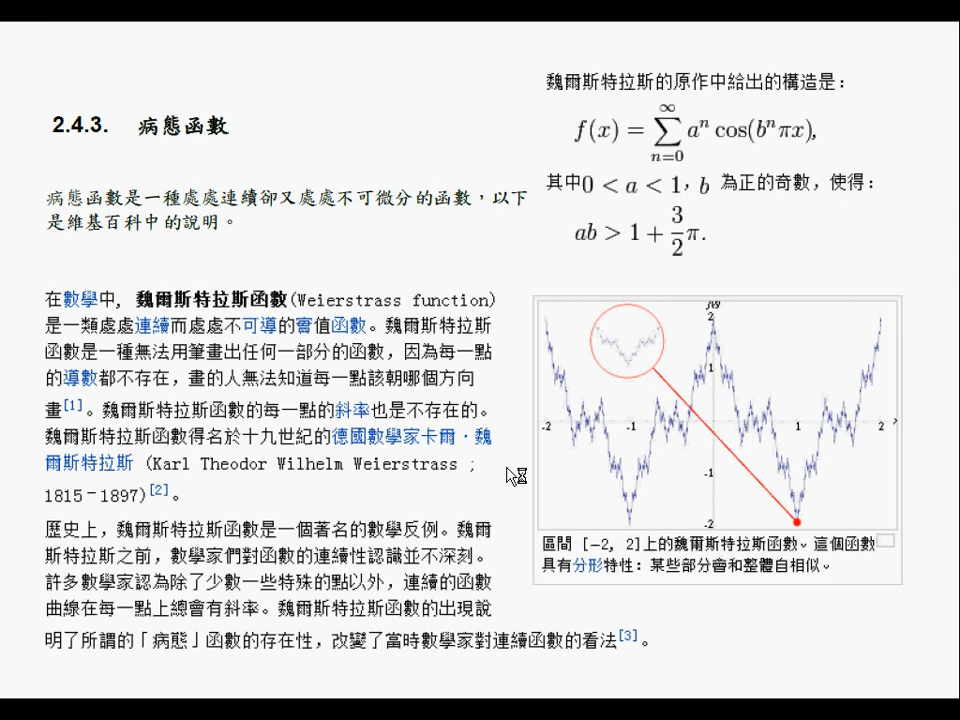 2.4.3. 病態函數
病態函數是一種處處連續卻又處處不可微分的函數，以下
是維基百科中的說明。
在數學中, 魏爾斯特拉斯函數(Weierstrass function)
是一類處處連續而處處不可導的實值函數。魏爾斯特拉斯
函數是一種無法用筆畫出任何一部分的函數，因為每一點
的導數都不存在，畫的人無法知道每一點該朝哪個方向
畫[1]。魏爾斯特拉斯函數的每一點的斜率也是不存在的。
魏爾斯特拉斯函數得名於十九世紀的德國數學家卡爾·魏
爾斯特拉斯 (Karl Theodor Wilhelm Weierstrass ;
1815–1897)[2]。
歷史上，魏爾斯特拉斯函數是一個著名的數學反例。魏爾
斯特拉斯之前，數學家們對函數的連續性認識並不深刻。
許多數學家認為除了少數一些特殊的點以外，連續的函數
曲線在每一點上總會有斜率。魏爾斯特拉斯函數的出現說
明了所謂的「病態」函數的存在性，改變了當時數學家對連續函數的看法[3]。
魏爾斯特拉斯的原作中給出的構造是：
f(x) = ∑_{n=0}^{∞} a^n cos(b^n πx),
其中0 < a < 1, b 為正的奇數，使得：
ab > 1 + 3/2 π.
f(x)
2
1
-2 -1 1 2 x
-1
-2
區間 [-2, 2]上的魏爾斯特拉斯函數。這個函數
具有分形特性：某些部分會和整體自相似。